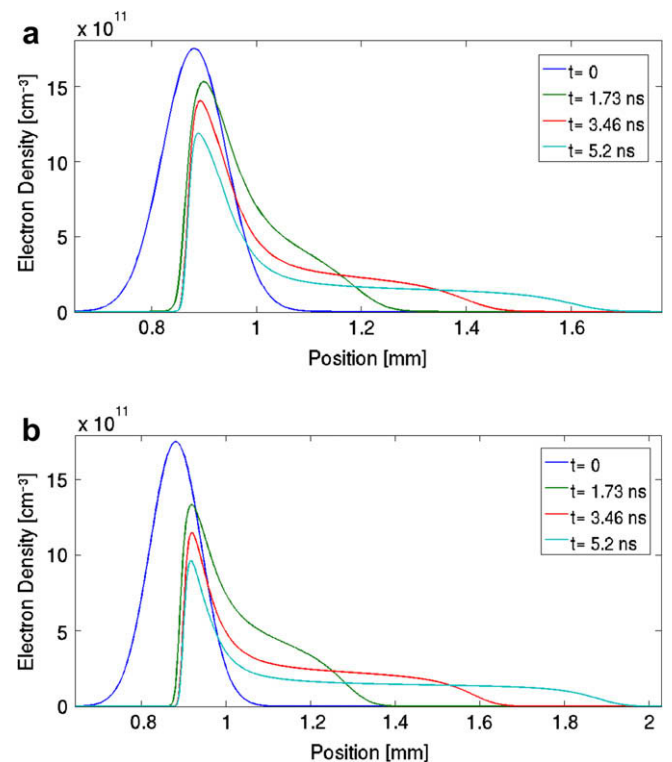 a
x 10¹¹
15
10
5
0
Electron Density [cm⁻³]
t= 0
t= 1.73 ns
t= 3.46 ns
t= 5.2 ns
0.8 1 1.2 1.4 1.6
Position [mm]
b
x 10¹¹
15
10
5
0
Electron Density [cm⁻³]
t= 0
t= 1.73 ns
t= 3.46 ns
t= 5.2 ns
0.8 1 1.2 1.4 1.6 1.8 2
Position [mm]